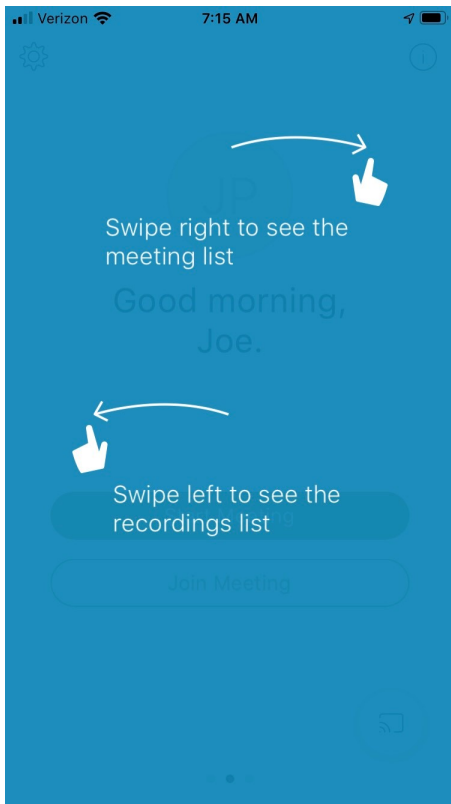 Verizon 7:15 AM
JP
Swipe right to see the
meeting list
Good morning,
Joe.
Swipe left to see the
recordings list
Join Meeting